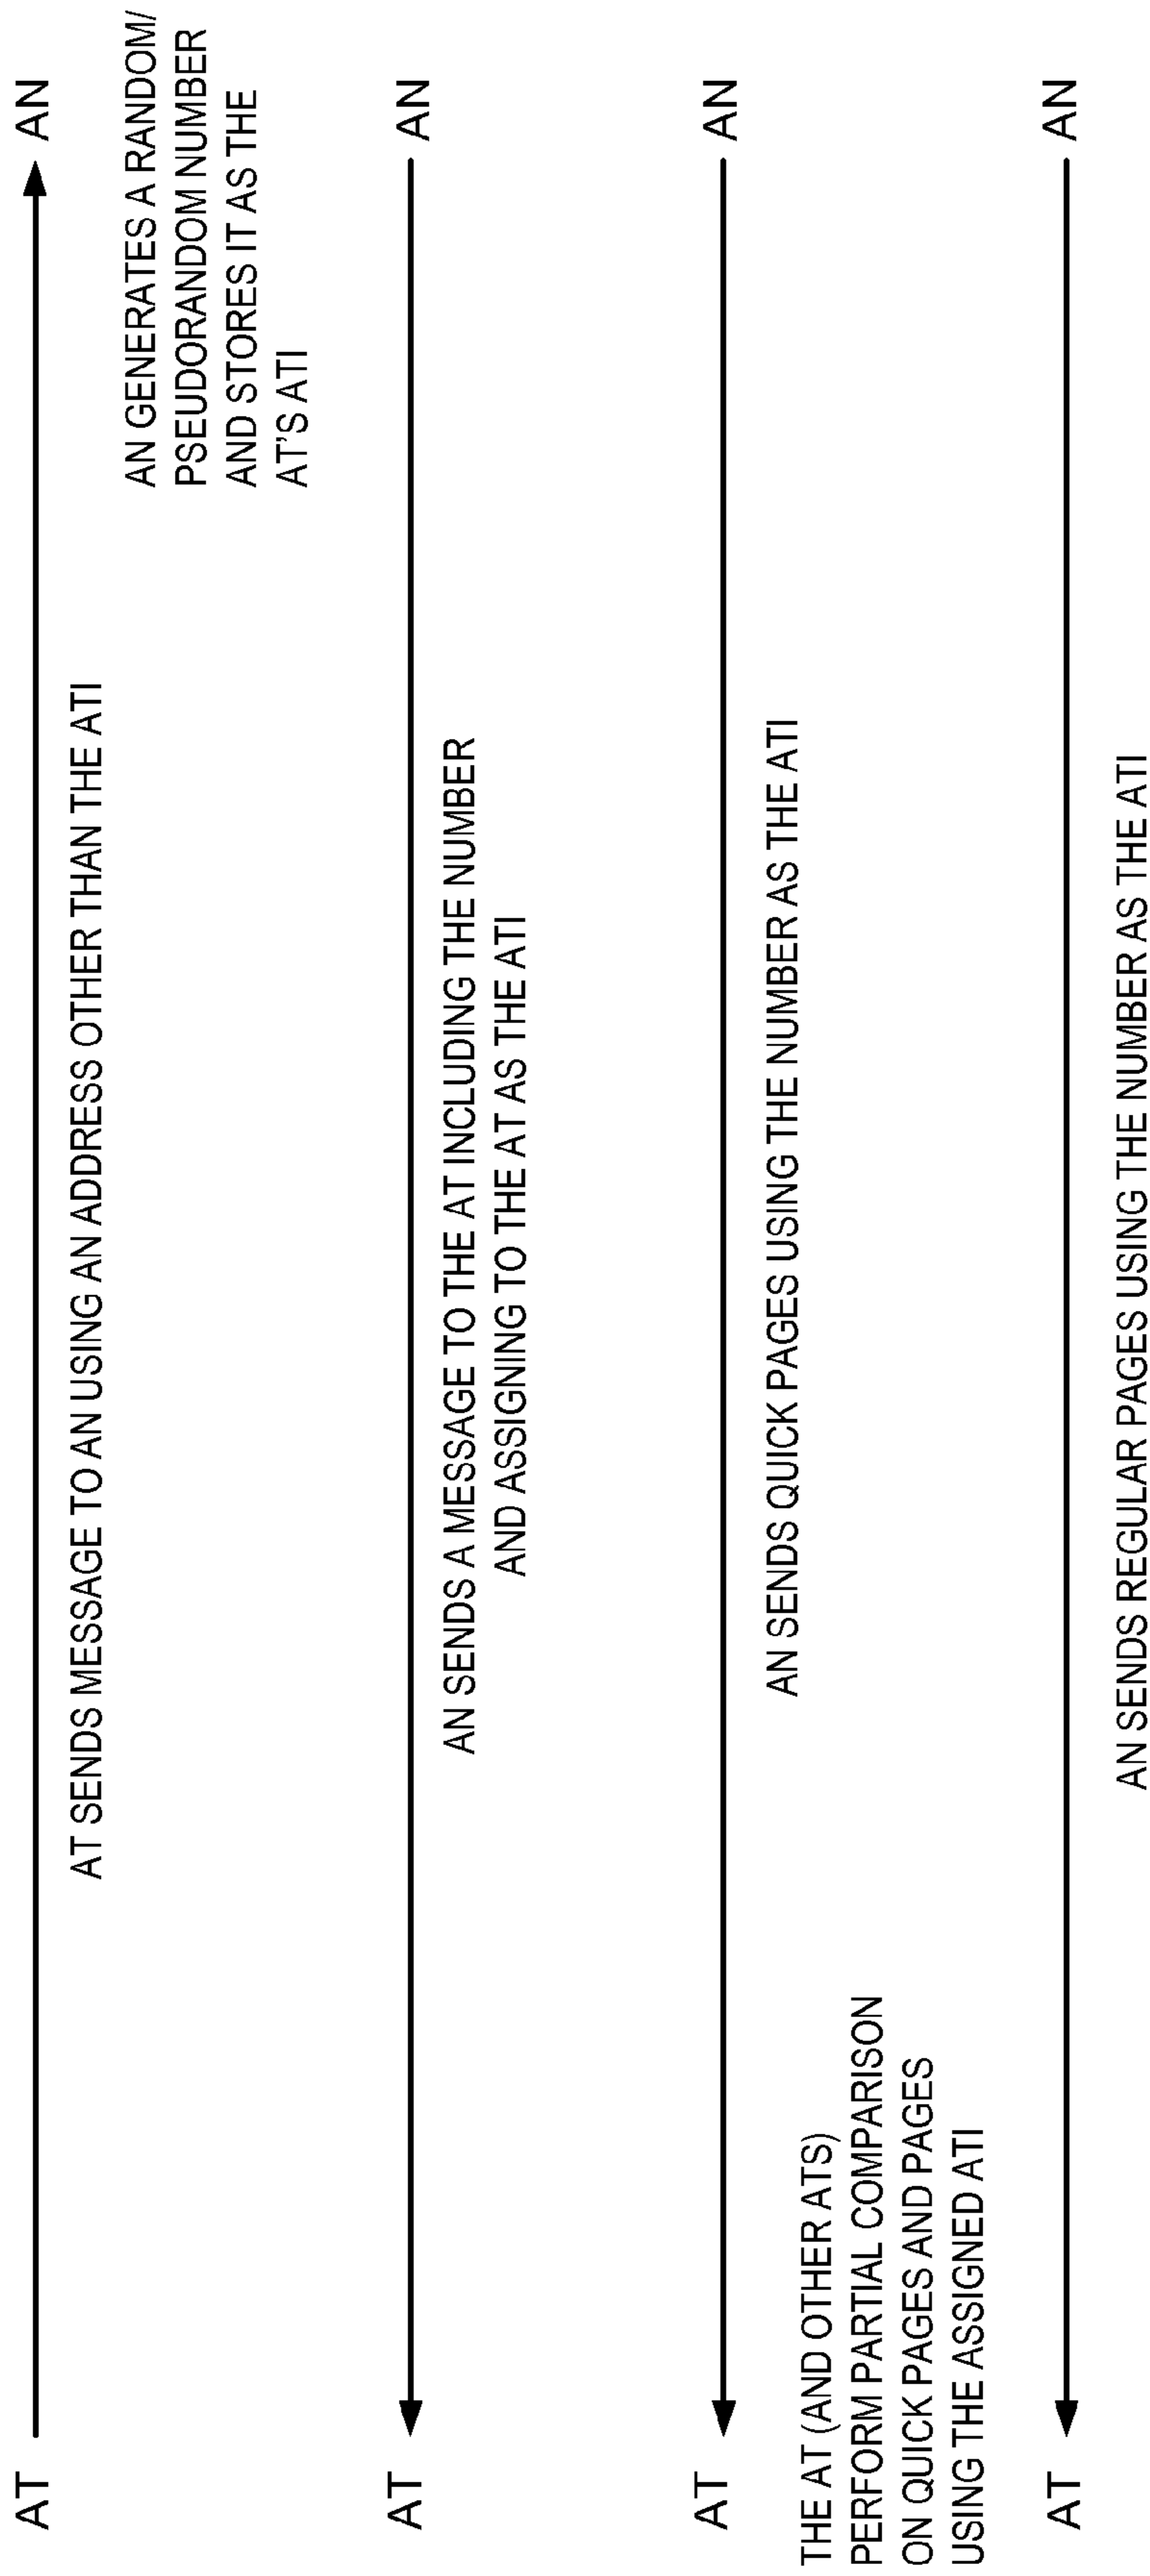 AT AN
AT SENDS MESSAGE TO AN USING AN ADDRESS OTHER THAN THE ATI
AN GENERATES A RANDOM/
PSEUDORANDOM NUMBER
AND STORES IT AS THE
AT'S ATI
AT AN
AN SENDS A MESSAGE TO THE AT INCLUDING THE NUMBER
AND ASSIGNING TO THE AT AS THE ATI
AT AN
AN SENDS QUICK PAGES USING THE NUMBER AS THE ATI
THE AT (AND OTHER ATS)
PERFORM PARTIAL COMPARISON
ON QUICK PAGES AND PAGES
USING THE ASSIGNED ATI
AT AN
AN SENDS REGULAR PAGES USING THE NUMBER AS THE ATI